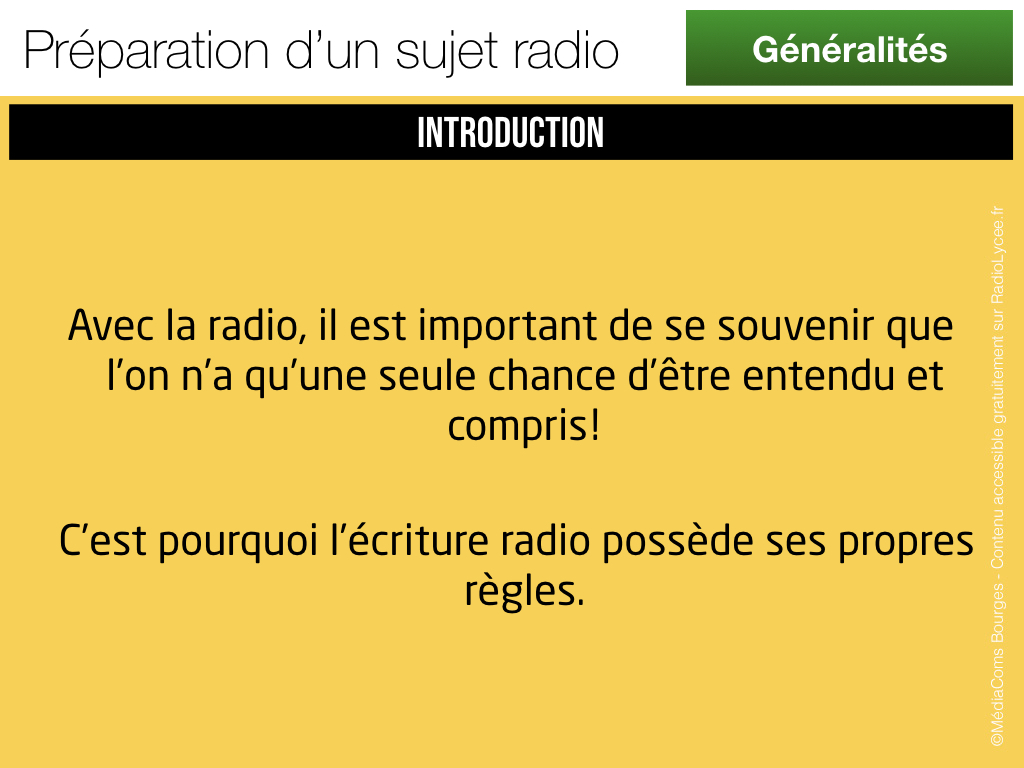 Préparation d’un sujet radio
Généralités
INTRODUCTION
Avec la radio, il est important de se souvenir que
l’on n’a qu’une seule chance d’être entendu et
compris!
C’est pourquoi l’écriture radio possède ses propres
règles.
©MédiaComs Bourges - Contenu accessible gratuitement sur RadioLycee.fr